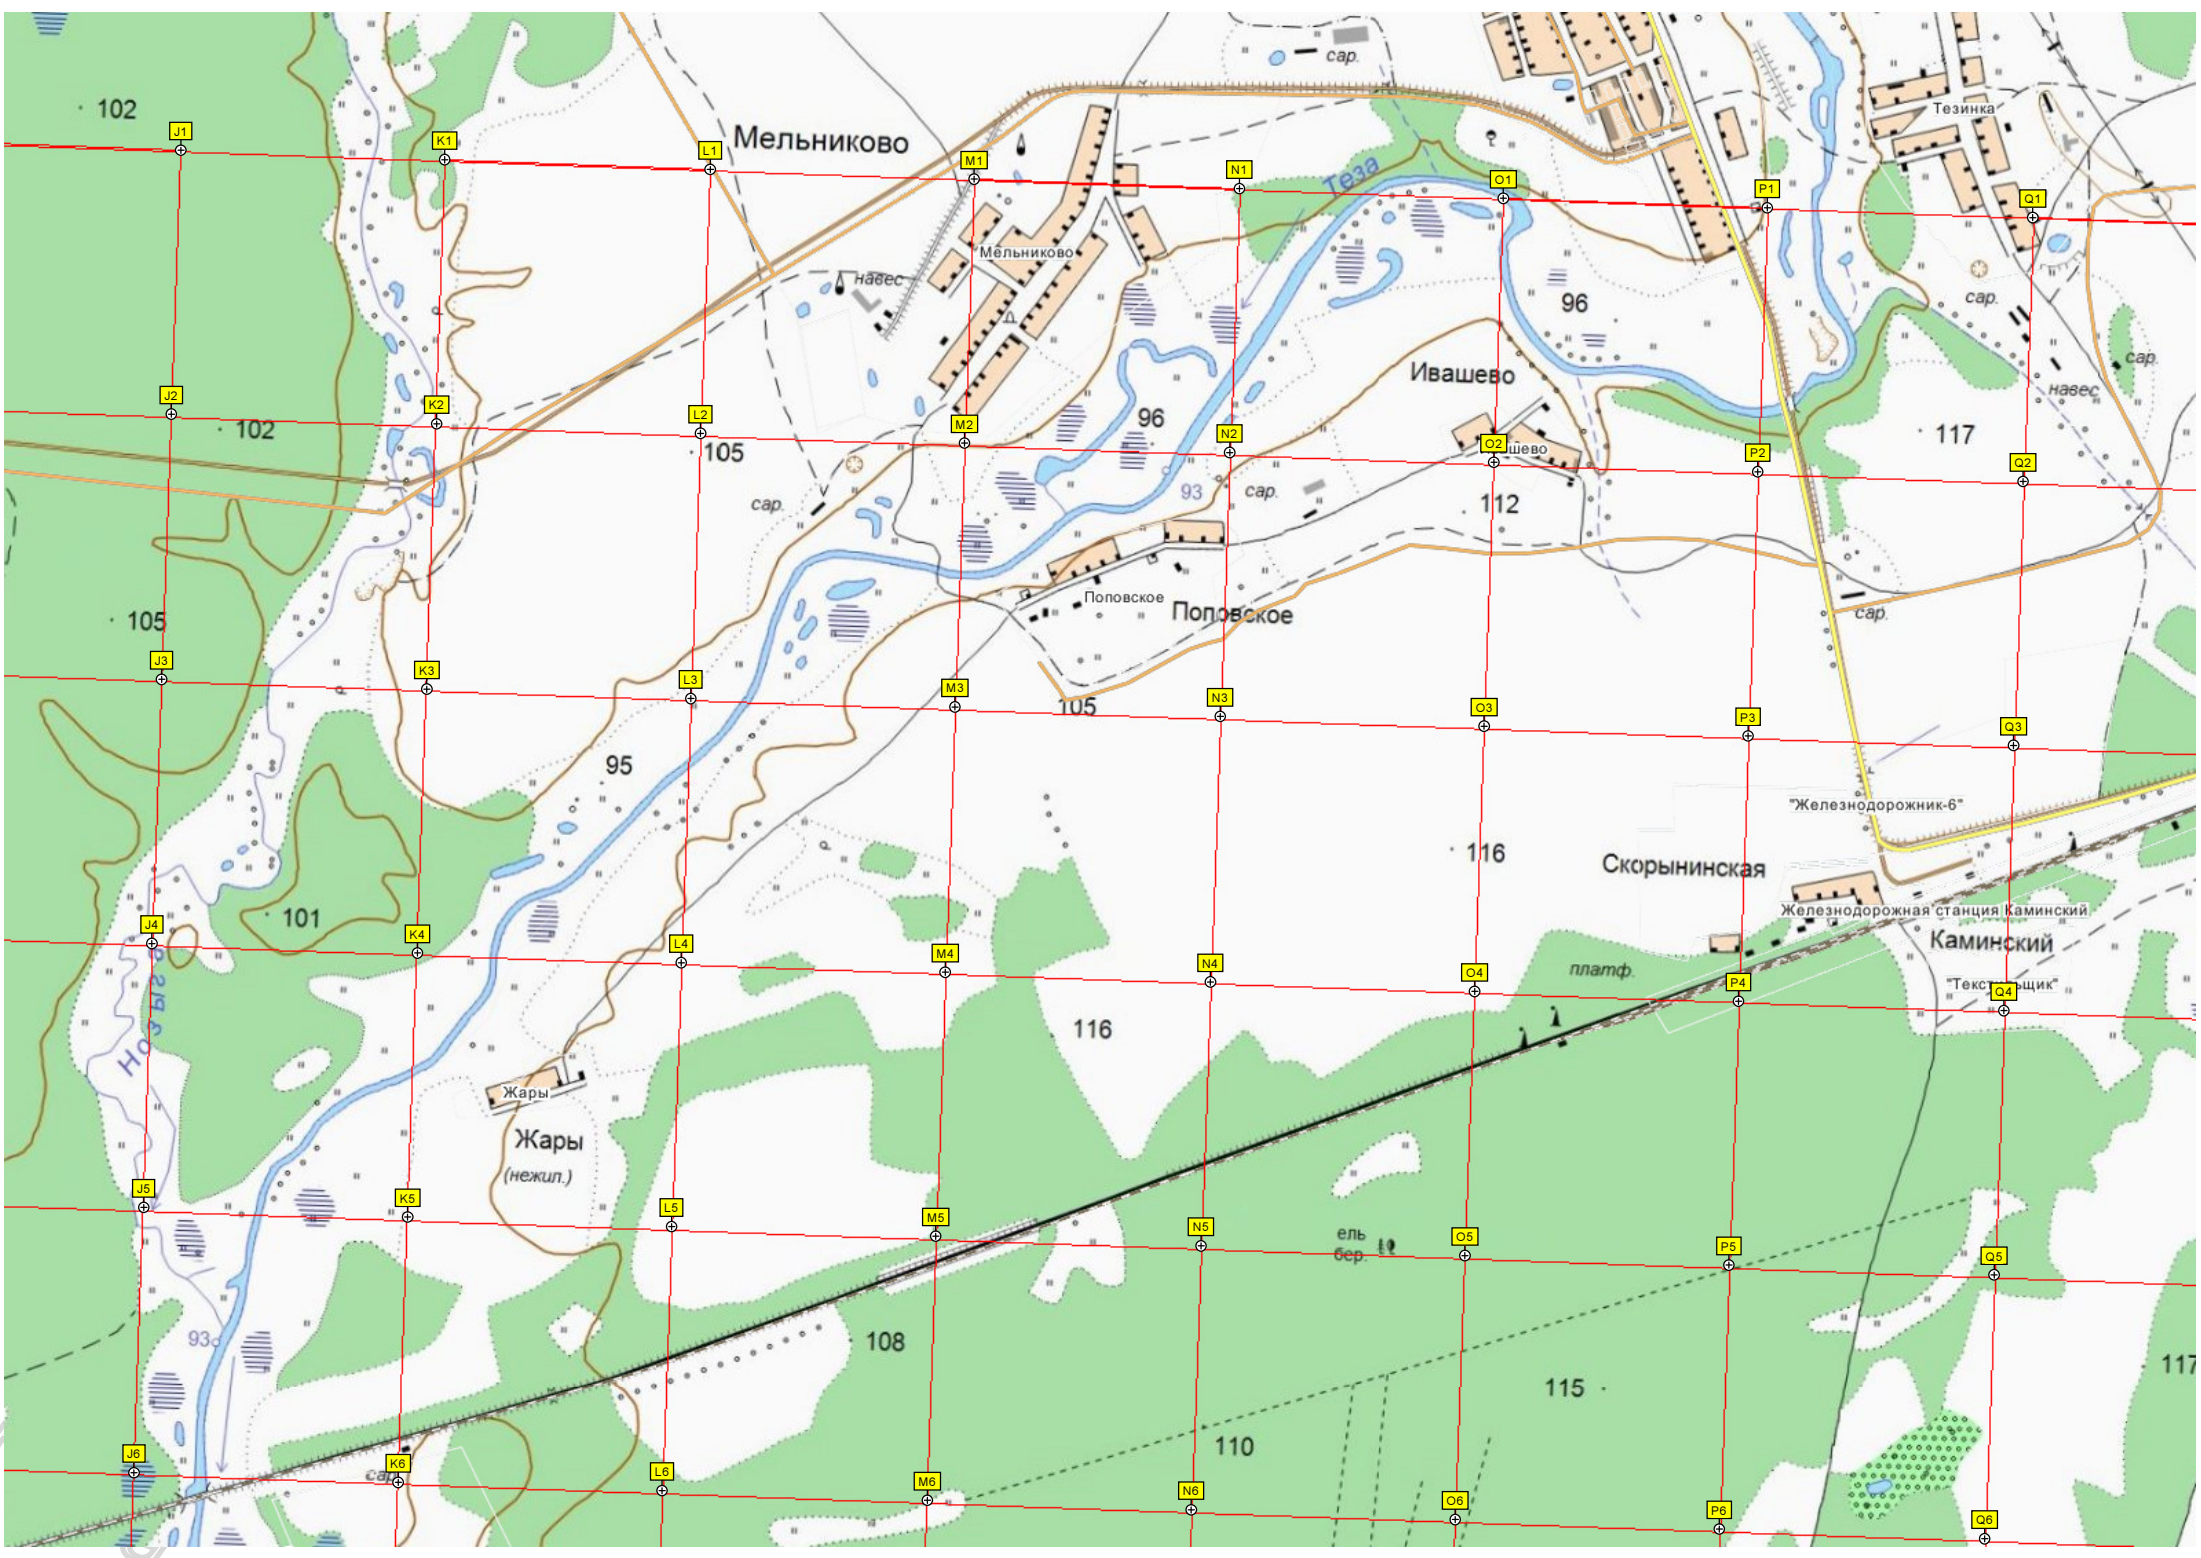 сар.
102
Тезинка
J1
K1
L1
Мельниково
M1
N1
Теза
O1
P1
Q1
Мельниково
навес
сар.
96
Ивашево
сар.
навес
J2
K2
L2
M2
N2
O2
P2
Q2
102
105
96
117
шево
93
сар.
сар.
112
105
Поповское
Поповское
сар.
J3
K3
L3
M3
N3
O3
P3
Q3
105
95
"Железнодорожник-6"
116
Скорынинская
101
Железнодорожная станция Каминский
Каминский
J4
K4
L4
M4
N4
O4
P4
Q4
платф.
Нозыга
116
Жары
Жары
(нежил.)
J5
K5
L5
M5
N5
O5
P5
Q5
ель
бер.
93
108
115
117
110
J6
K6
L6
M6
N6
O6
P6
Q6
сар.